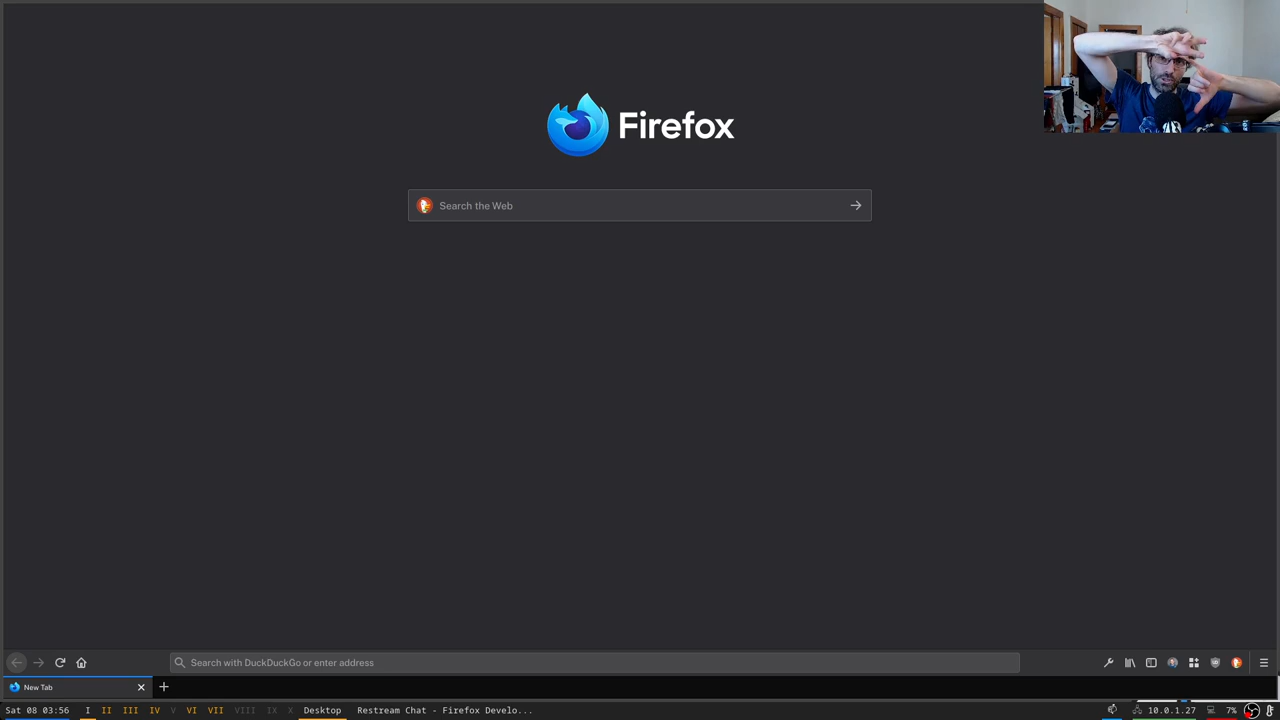 Firefox
Search the Web
Search with DuckDuckGo or enter address
New Tab
Sat 08 03:56 I II III IV V VI VII VIII IX X Desktop Restream Chat - Firefox Develo... 10.0.1.27 7%